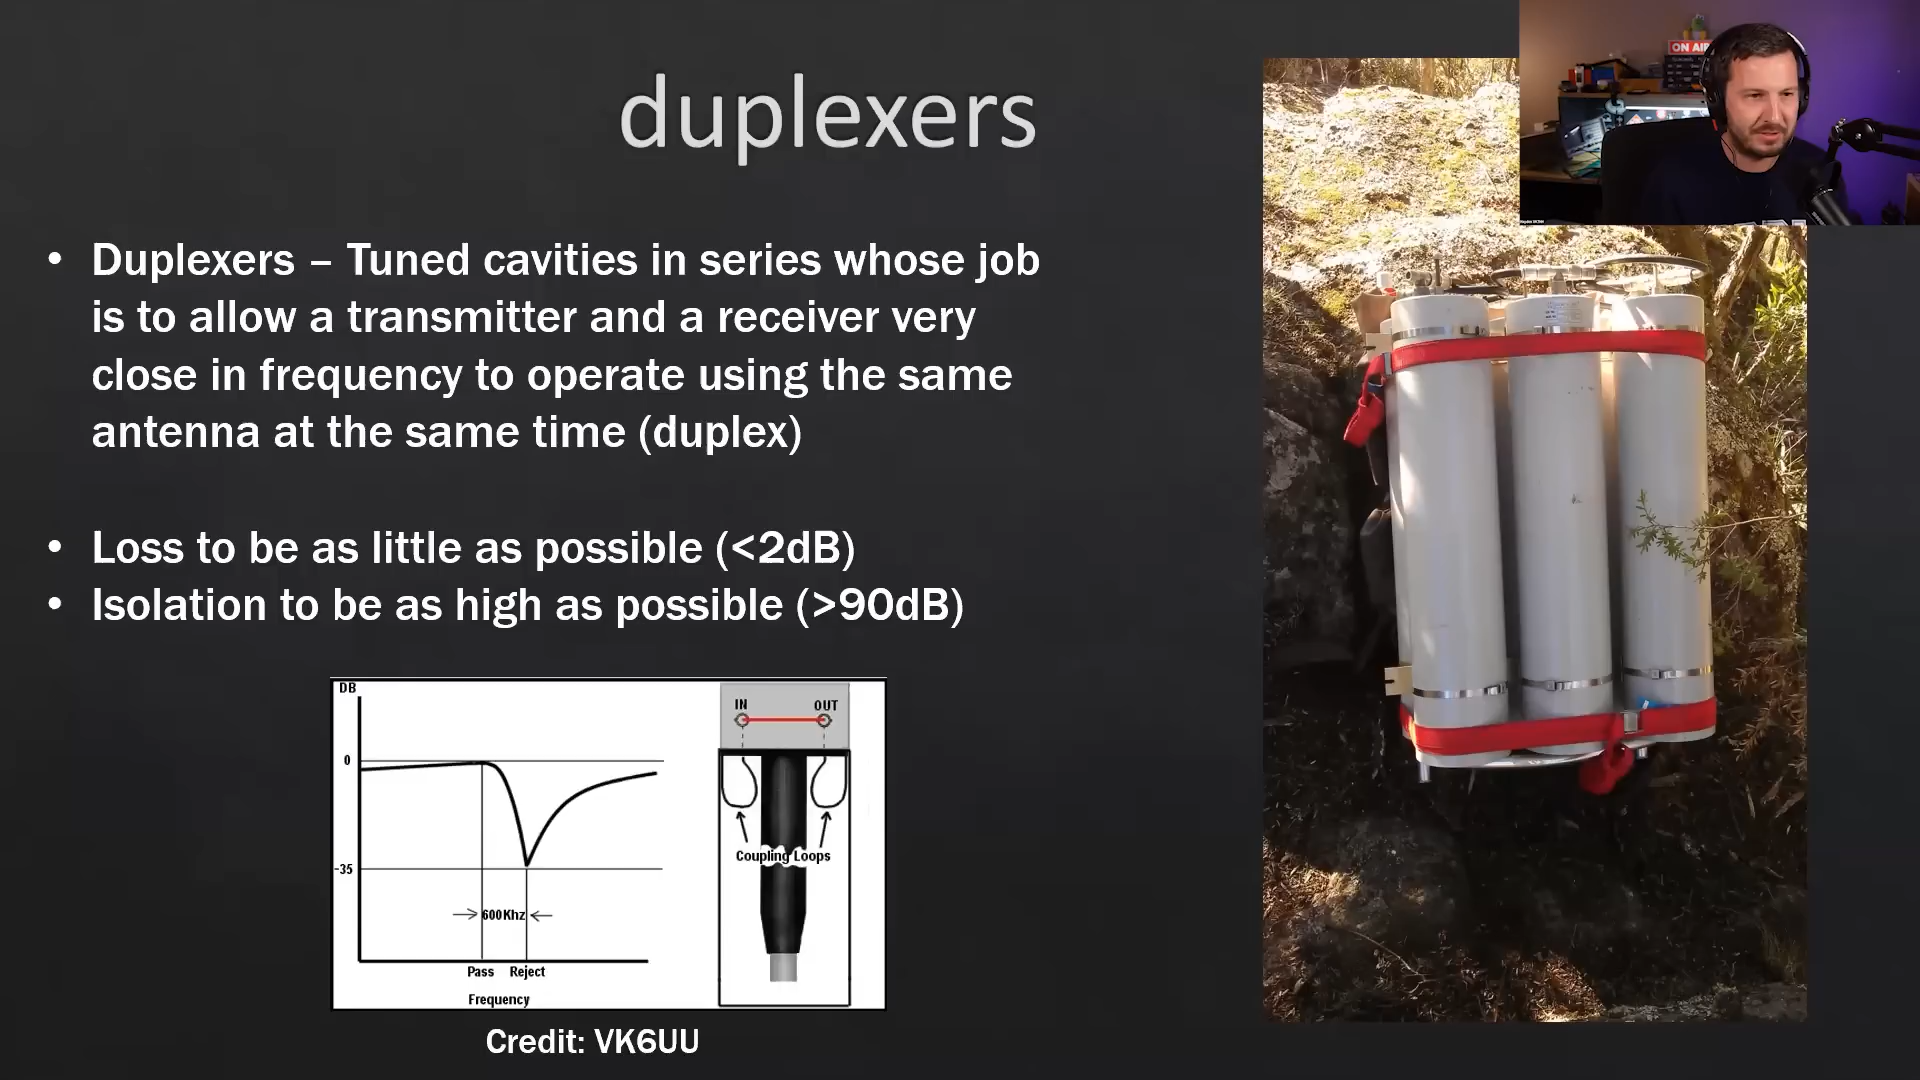 ON AIR
duplexers
• Duplexers – Tuned cavities in series whose job
is to allow a transmitter and a receiver very
close in frequency to operate using the same
antenna at the same time (duplex)
• Loss to be as little as possible (<2dB)
• Isolation to be as high as possible (>90dB)
DB
0
-35
600Khz
Pass Reject
Frequency
IN OUT
Coupling Loops
Credit: VK6UU